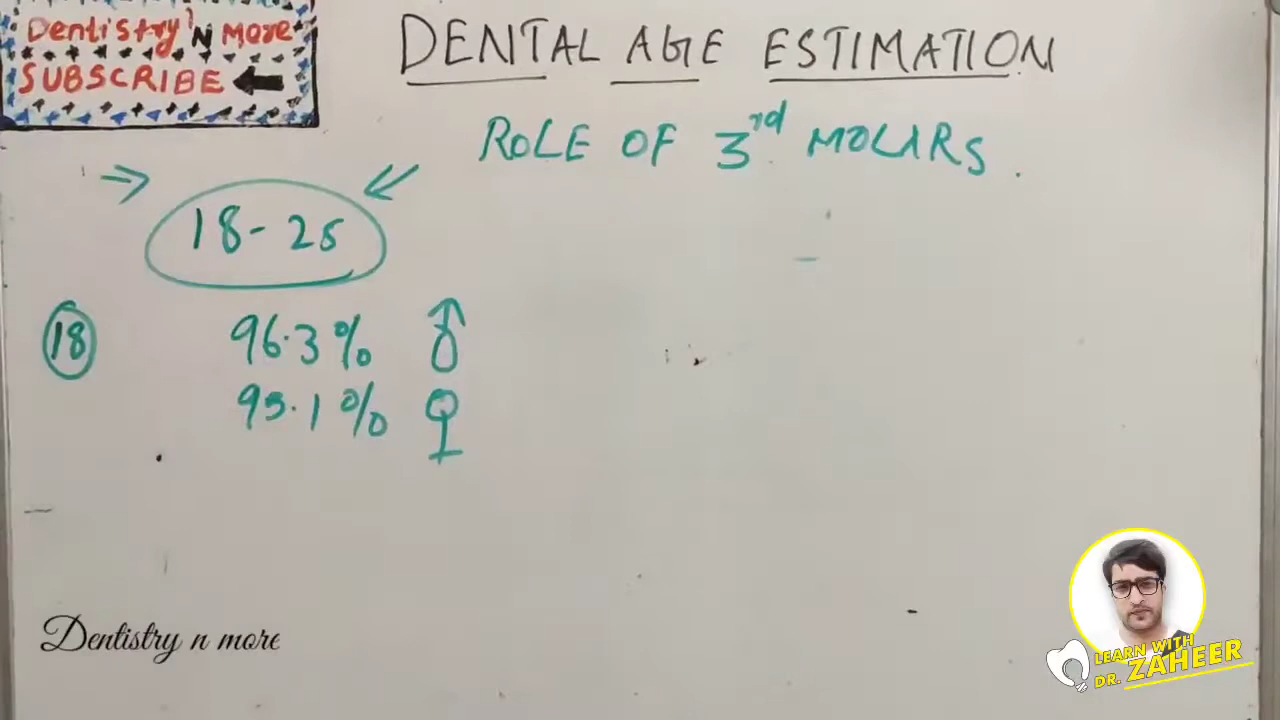 Dentistry 'N more
SUBSCRIBE
DENTAL AGE ESTIMATION
ROLE OF 3rd MOLARS.
18-25
18
96.3% ♂
95.1% ♀
Dentistry n more
LEARN WITH
DR. ZAHEER